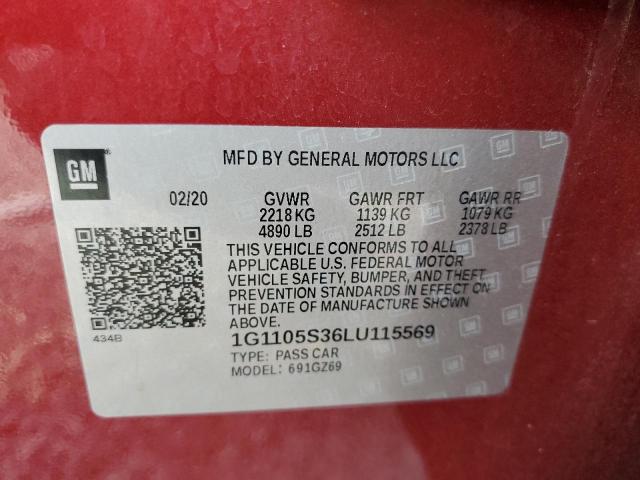 GM
MFD BY GENERAL MOTORS LLC
02/20 GVWR GAWR FRT GAWR RR
2218 KG 1139 KG 1079 KG
4890 LB 2512 LB 2378 LB
THIS VEHICLE CONFORMS TO ALL
APPLICABLE U.S. FEDERAL MOTOR
VEHICLE SAFETY, BUMPER, AND THEFT
PREVENTION STANDARDS IN EFFECT ON
THE DATE OF MANUFACTURE SHOWN
ABOVE.
434B
1G1105S36LU115569
TYPE: PASS CAR
MODEL: 691GZ69